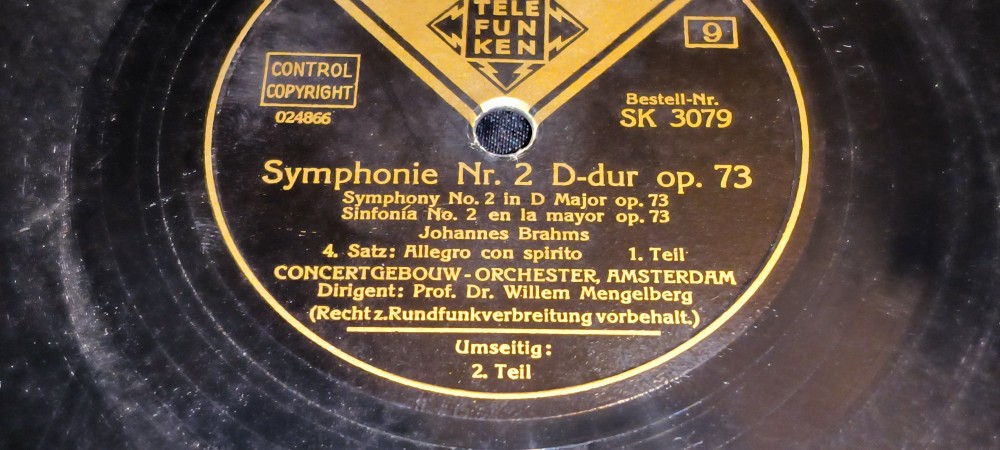 TELE
FUN
KEN
9
CONTROL
COPYRIGHT
024866
Bestell-Nr.
SK 3079
Symphonie Nr. 2 D-dur op. 73
Symphony No. 2 in D Major op. 73
Sinfonía No. 2 en la mayor op. 73
Johannes Brahms
4. Satz: Allegro con spirito 1. Teil
CONCERTGEBOUW-ORCHESTER, AMSTERDAM
Dirigent: Prof. Dr. Willem Mengelberg
(Recht z. Rundfunkverbreitung vorbehalt.)
Umseitig:
2. Teil